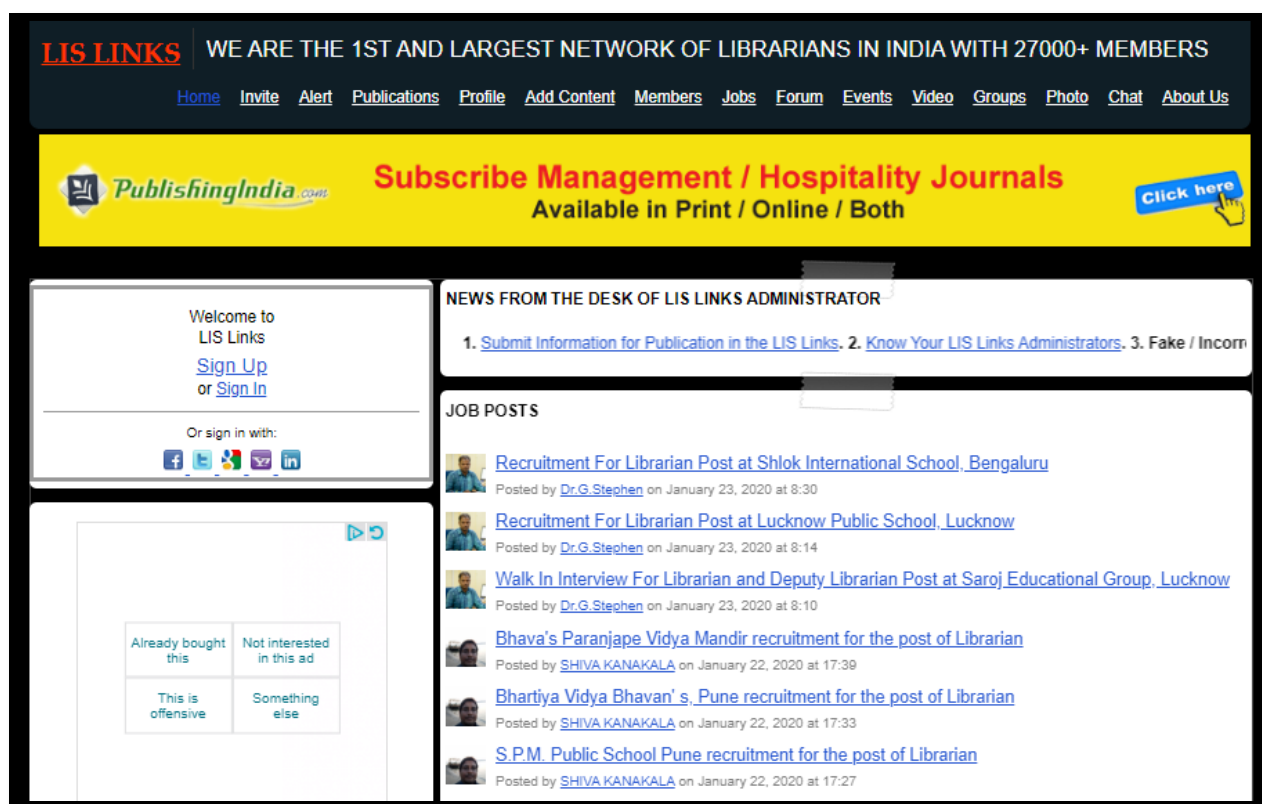 LIS LINKS WE ARE THE 1ST AND LARGEST NETWORK OF LIBRARIANS IN INDIA WITH 27000+ MEMBERS
Home Invite Alert Publications Profile Add Content Members Jobs Forum Events Video Groups Photo Chat About Us
PublishingIndia.com
Subscribe Management / Hospitality Journals
Available in Print / Online / Both
Click here
Welcome to
LIS Links
Sign Up
or Sign In
Or sign in with:
Already bought
this
Not interested
in this ad
This is
offensive
Something
else
NEWS FROM THE DESK OF LIS LINKS ADMINISTRATOR
1. Submit Information for Publication in the LIS Links. 2. Know Your LIS Links Administrators. 3. Fake / Incorr
JOB POSTS
Recruitment For Librarian Post at Shlok International School, Bengaluru
Posted by Dr.G.Stephen on January 23, 2020 at 8:30
Recruitment For Librarian Post at Lucknow Public School, Lucknow
Posted by Dr.G.Stephen on January 23, 2020 at 8:14
Walk In Interview For Librarian and Deputy Librarian Post at Saroj Educational Group, Lucknow
Posted by Dr.G.Stephen on January 23, 2020 at 8:10
Bhava's Paranjape Vidya Mandir recruitment for the post of Librarian
Posted by SHIVA KANAKALA on January 22, 2020 at 17:39
Bhartiya Vidya Bhavan' s, Pune recruitment for the post of Librarian
Posted by SHIVA KANAKALA on January 22, 2020 at 17:33
S.P.M. Public School Pune recruitment for the post of Librarian
Posted by SHIVA KANAKALA on January 22, 2020 at 17:27